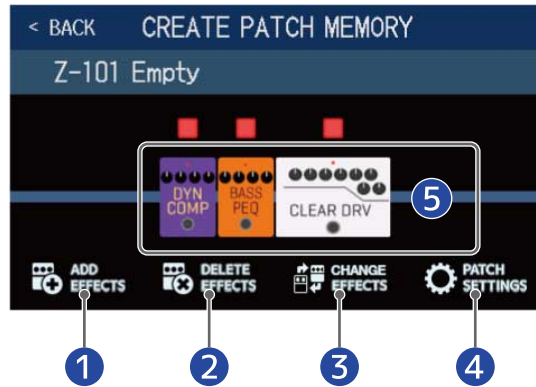 < BACK CREATE PATCH MEMORY
Z-101 Empty
DYN
COMP
BASS
PEQ
CLEAR DRV
5
ADD
EFFECTS
DELETE
EFFECTS
CHANGE
EFFECTS
PATCH
SETTINGS
1 2 3 4